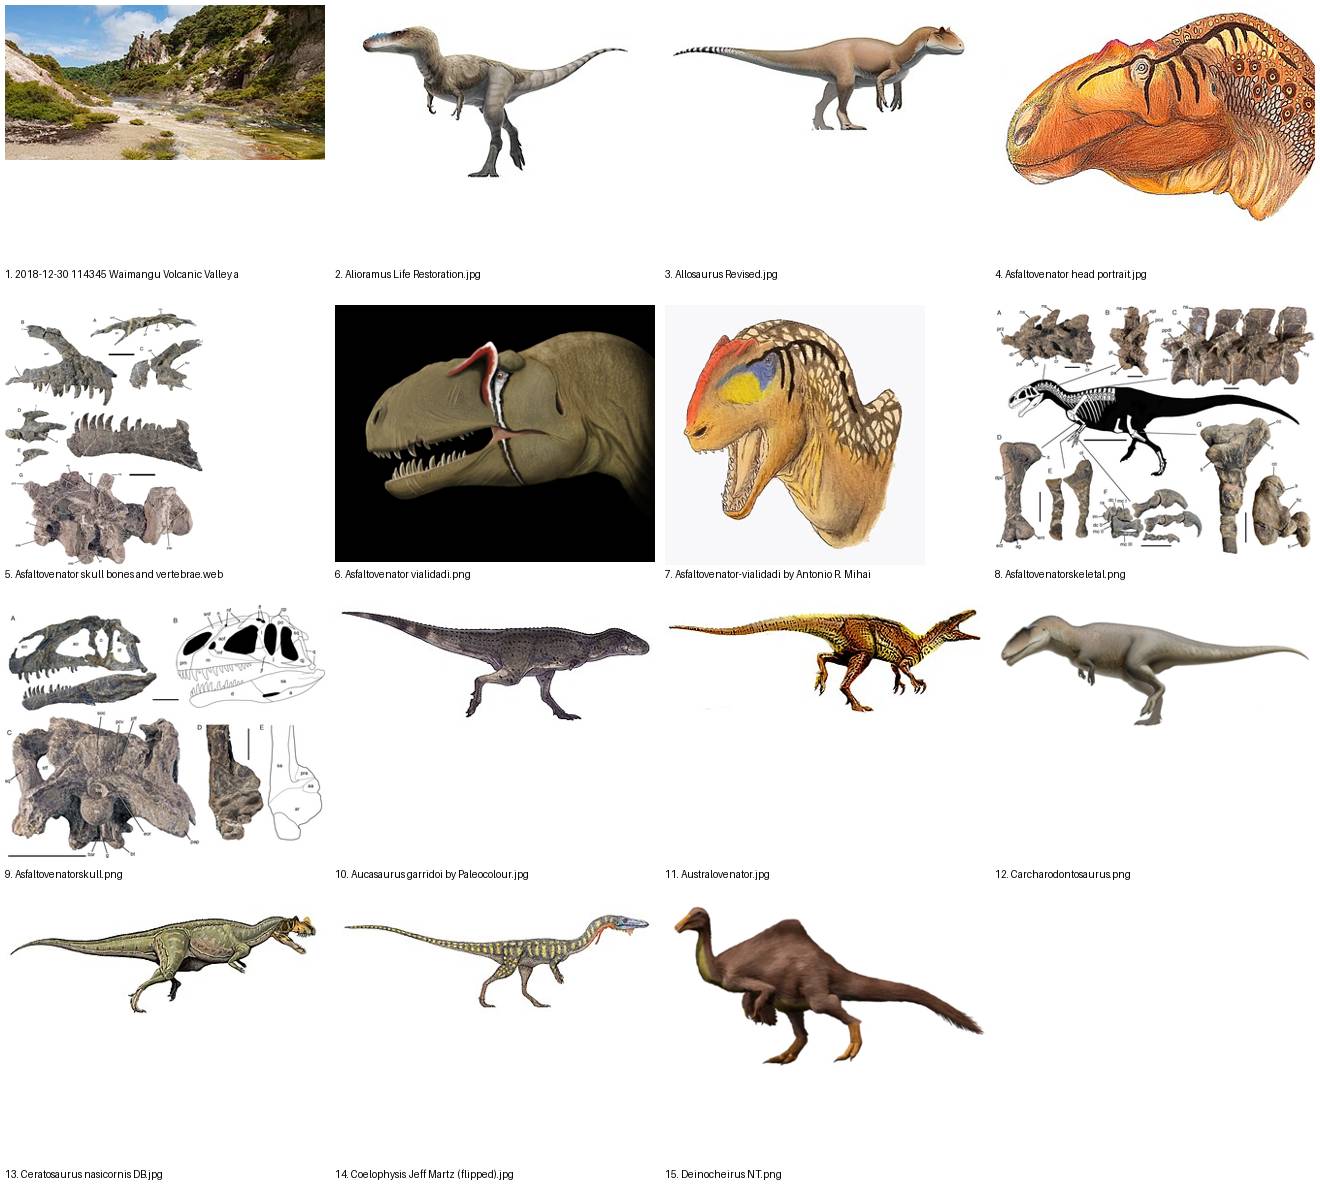 1. 2018-12-30 114345 Waimangu Volcanic Valley a
2. Alioramus Life Restoration.jpg
3. Allosaurus Revised.jpg
4. Asfaltovenator head portrait.jpg
5. Asfaltovenator skull bones and vertebrae.web
6. Asfaltovenator vialidadi.png
7. Asfaltovenator-vialidadi by Antonio R. Mihai
8. Asfaltovenatorskeletal.png
9. Asfaltovenatorskull.png
10. Aucasaurus garridoi by Paleocolour.jpg
11. Australovenator.jpg
12. Carcharodontosaurus.png
13. Ceratosaurus nasicornis DB.jpg
14. Coelophysis Jeff Martz (flipped).jpg
15. Deinocheirus NT.png